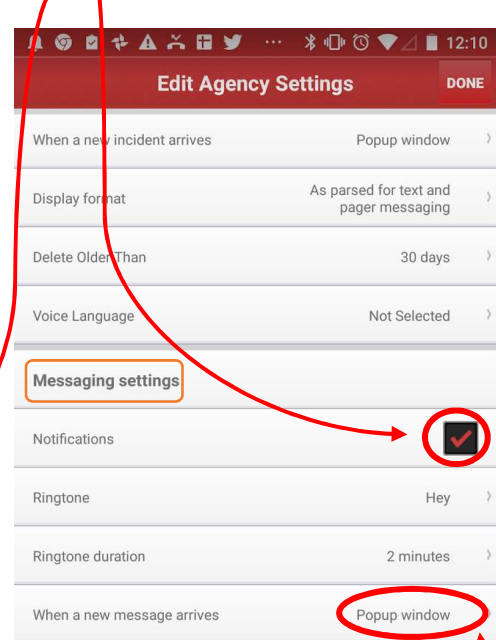 12:10
Edit Agency Settings DONE
When a new incident arrives Popup window
Display format As parsed for text and
pager messaging
Delete Older Than 30 days
Voice Language Not Selected
Messaging settings
Notifications
Ringtone Hey
Ringtone duration 2 minutes
When a new message arrives Popup window